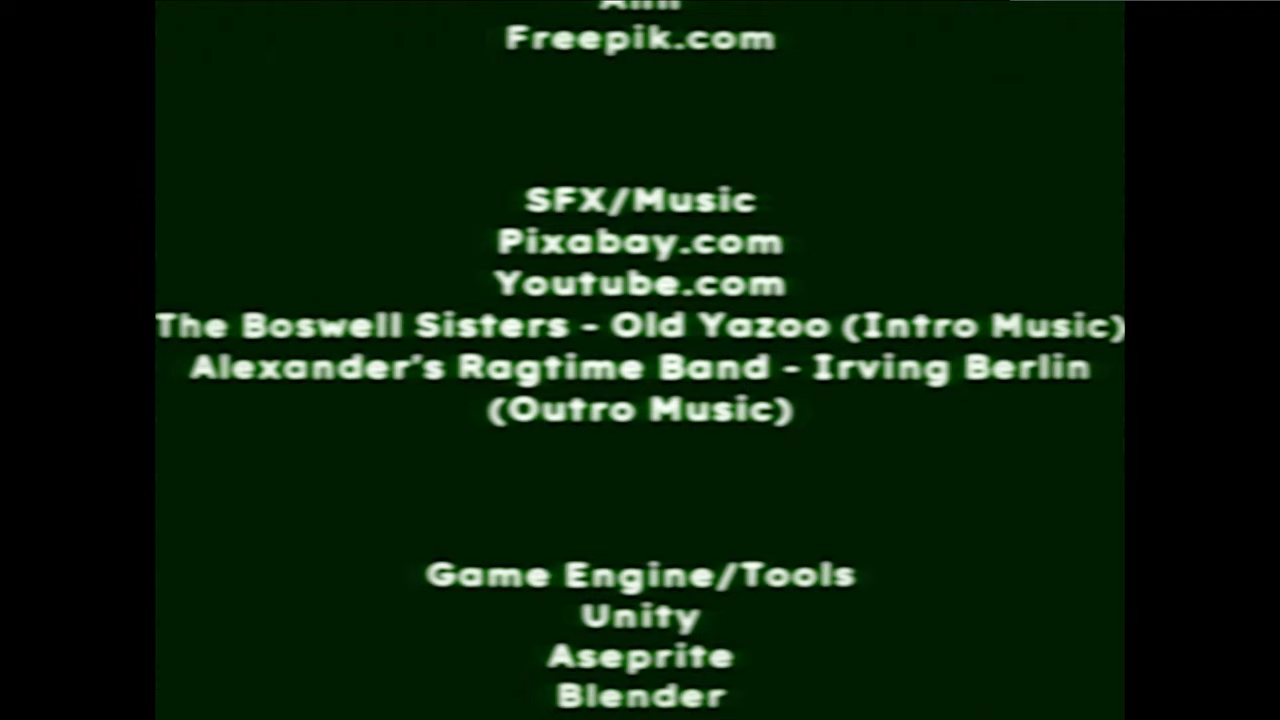 Freepik.com
SFX/Music
Pixabay.com
Youtube.com
The Boswell Sisters - Old Yazoo (Intro Music)
Alexander's Ragtime Band - Irving Berlin
(Outro Music)
Game Engine/Tools
Unity
Aseprite
Blender